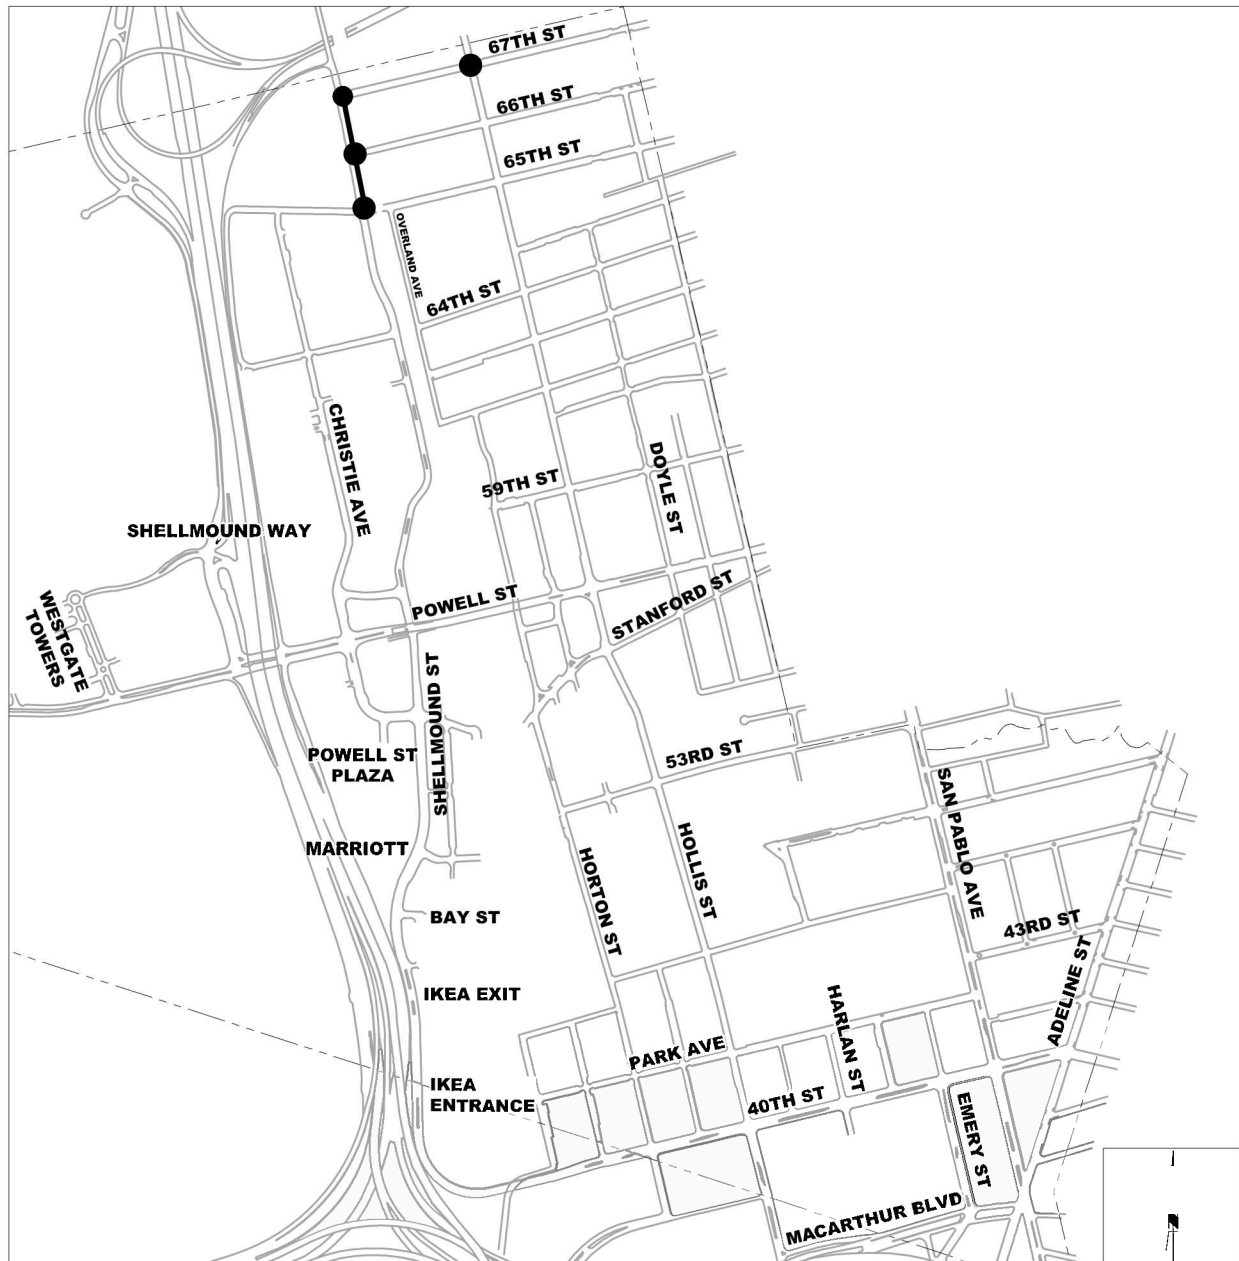 67TH ST
66TH ST
65TH ST
OVERLAND AVE
64TH ST
CHRISTIE AVE
DOYLE ST
59TH ST
SHELLMOUND WAY
POWELL ST
STANFORD ST
WESTGATE
TOWERS
SHELLMOUND ST
POWELL ST
PLAZA
53RD ST
SAN PABLO AVE
MARRIOTT
HOLLIS ST
HORTON ST
BAY ST
43RD ST
ADELINE ST
IKEA EXIT
HARLAN ST
PARK AVE
IKEA
ENTRANCE
40TH ST
EMERY ST
MACARTHUR BLVD